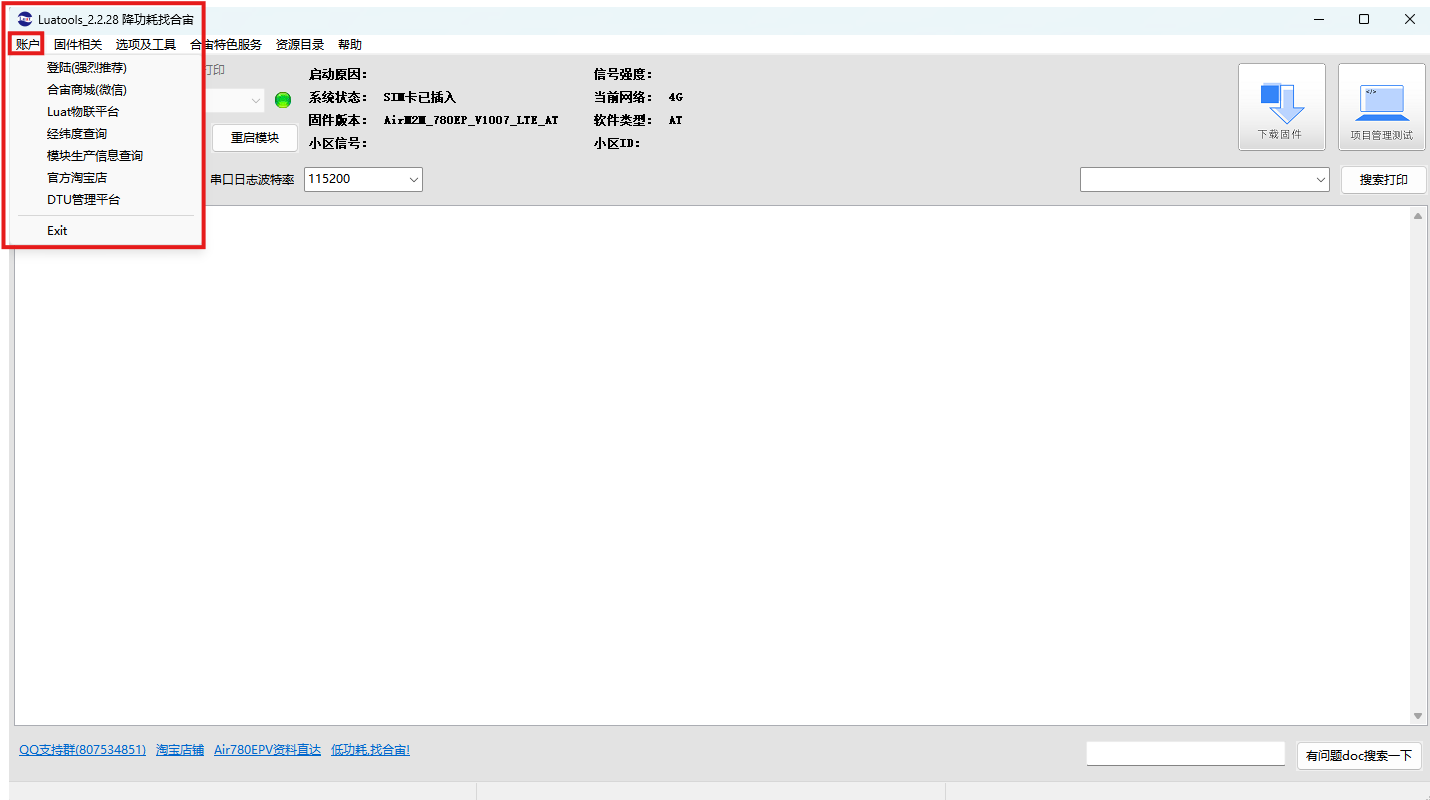 Luatools_2.2.28 降功耗找合宙
账户 固件相关 选项及工具 合宙特色服务 资源目录 帮助
登陆(强烈推荐)
合宙商城(微信)
Luat物联平台
经纬度查询
模块生产信息查询
官方淘宝店
DTU管理平台
Exit
打印
重启模块
启动原因: 信号强度:
系统状态: SIM卡已插入 当前网络: 4G
固件版本: AirM2M_780EP_V1007_LTE_AT 软件类型: AT
小区信号: 小区ID:
下载固件 项目管理测试
串口日志波特率 115200 搜索打印
QQ支持群(807534851) 淘宝店铺 Air780EPV资料直达 低功耗,找合宙! 有问题doc搜索一下